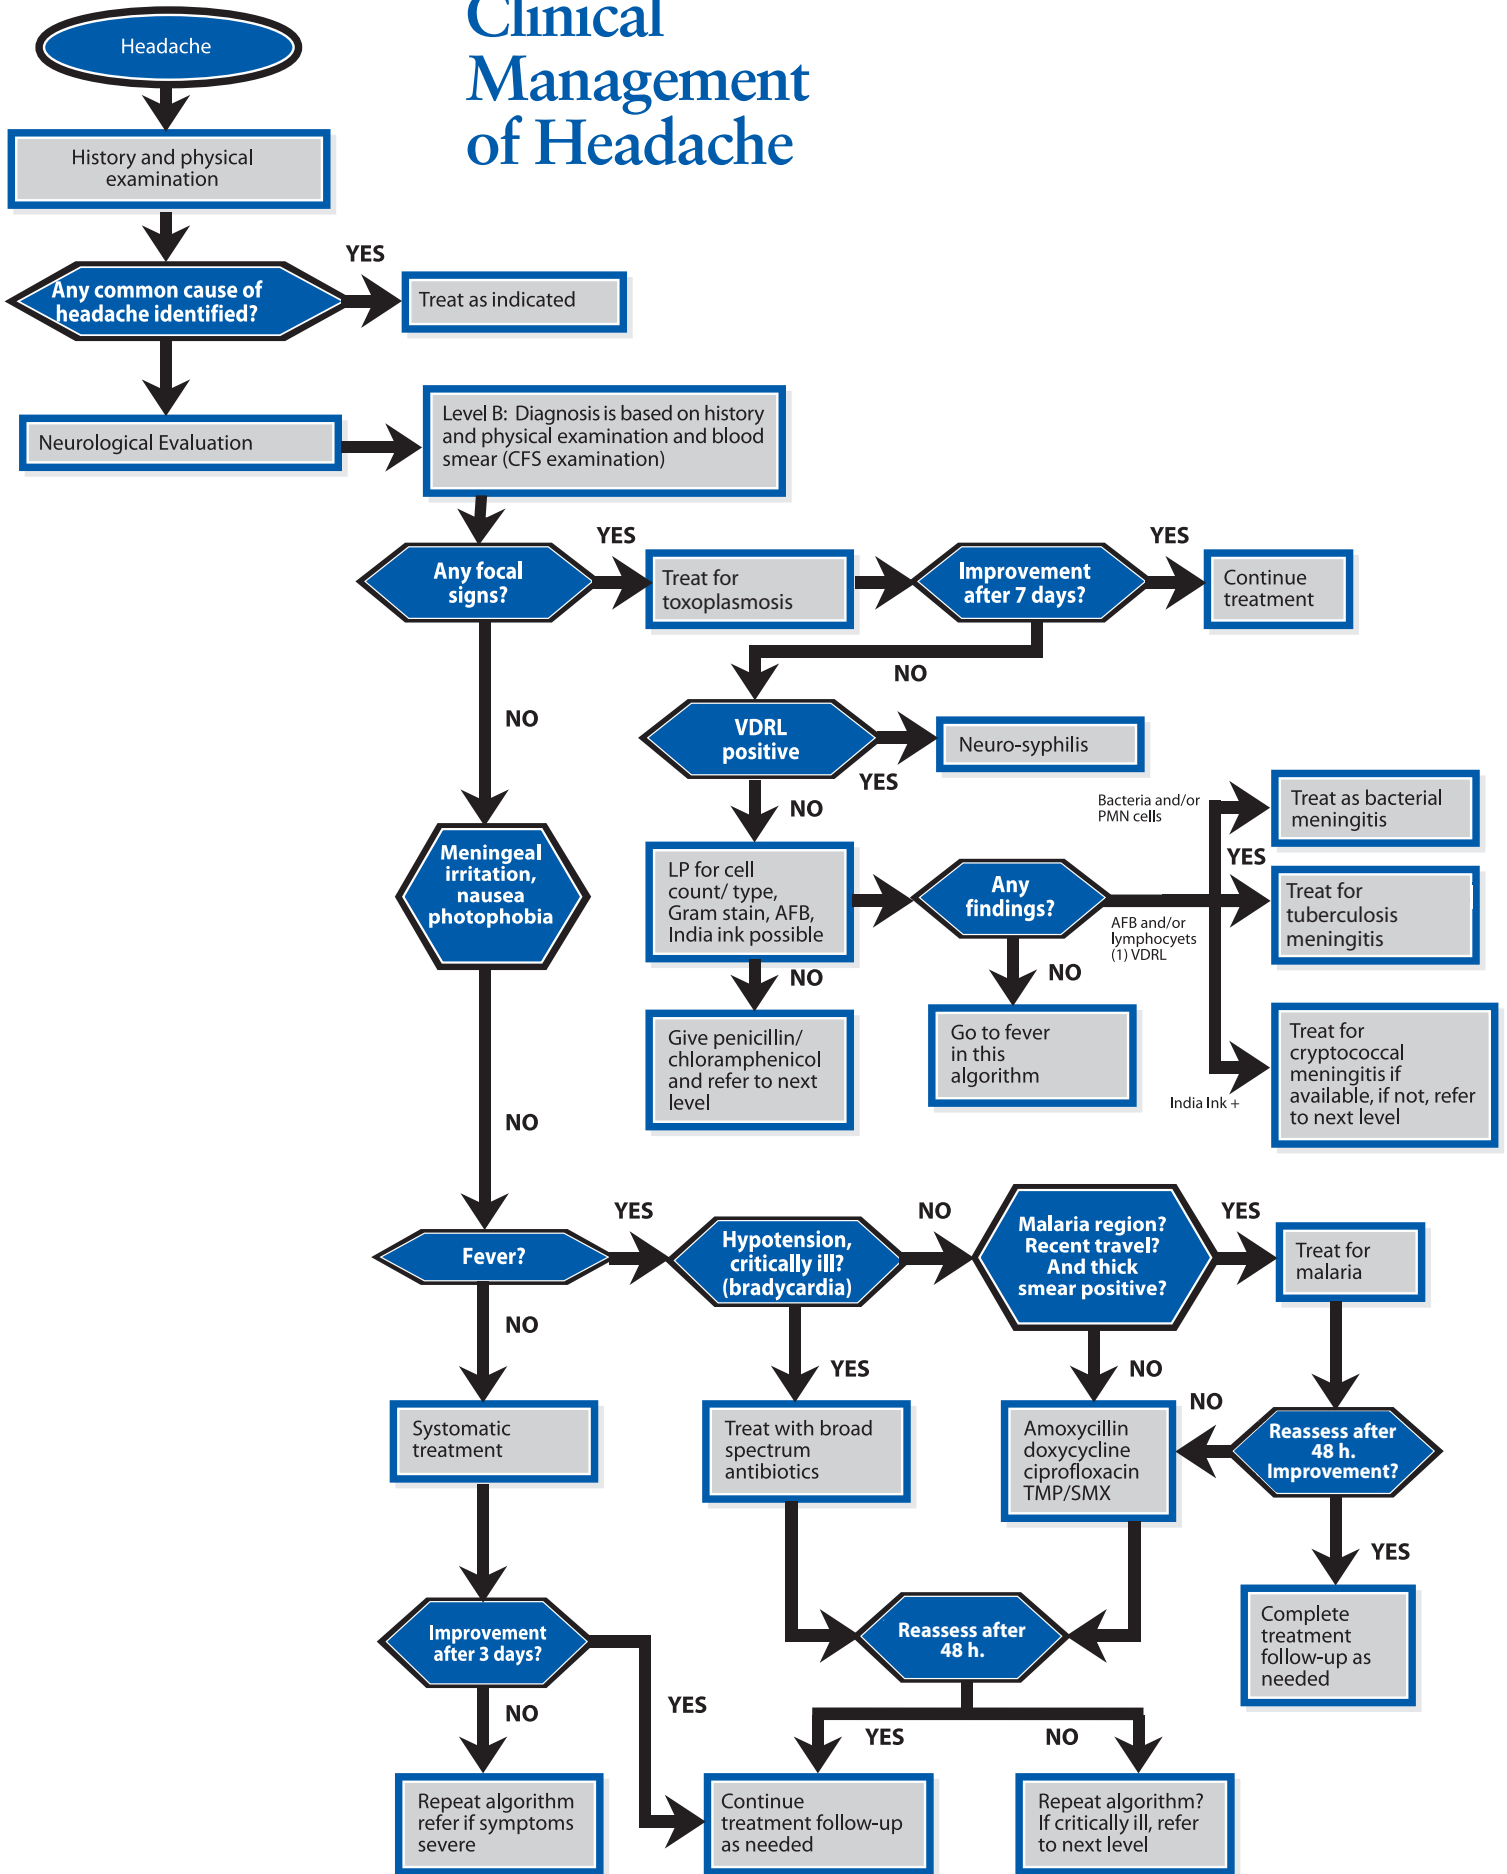 Clinical
Management
of Headache
Headache
History and physical
examination
YES
Any common cause of
headache identified?
Treat as indicated
Neurological Evaluation
Level B: Diagnosis is based on history
and physical examination and blood
smear (CFS examination)
Any focal
signs?
YES
Treat for
toxoplasmosis
Improvement
after 7 days?
YES
Continue
treatment
NO
NO
VDRL
positive
YES
Neuro-syphilis
NO
Meningeal
irritation,
nausea
photophobia
LP for cell
count/ type,
Gram stain, AFB,
India ink possible
Any
findings?
Bacteria and/or
PMN cells
YES
AFB and/or
lymphocyets
(1) VDRL
India Ink +
Treat as bacterial
meningitis
Treat for
tuberculosis
meningitis
Treat for
cryptococcal
meningitis if
available, if not, refer
to next level
NO
Give penicillin/
chloramphenicol
and refer to next
level
NO
Go to fever
in this
algorithm
NO
Fever?
YES
Hypotension,
critically ill?
(bradycardia)
NO
Malaria region?
Recent travel?
And thick
smear positive?
YES
Treat for
malaria
NO
YES
NO
NO
Systematic
treatment
Treat with broad
spectrum
antibiotics
Amoxycillin
doxycycline
ciprofloxacin
TMP/SMX
Reassess after
48 h.
Improvement?
YES
Complete
treatment
follow-up as
needed
Improvement
after 3 days?
Reassess after
48 h.
NO
YES
YES
NO
Repeat algorithm
refer if symptoms
severe
Continue
treatment follow-up
as needed
Repeat algorithm?
If critically ill, refer
to next level